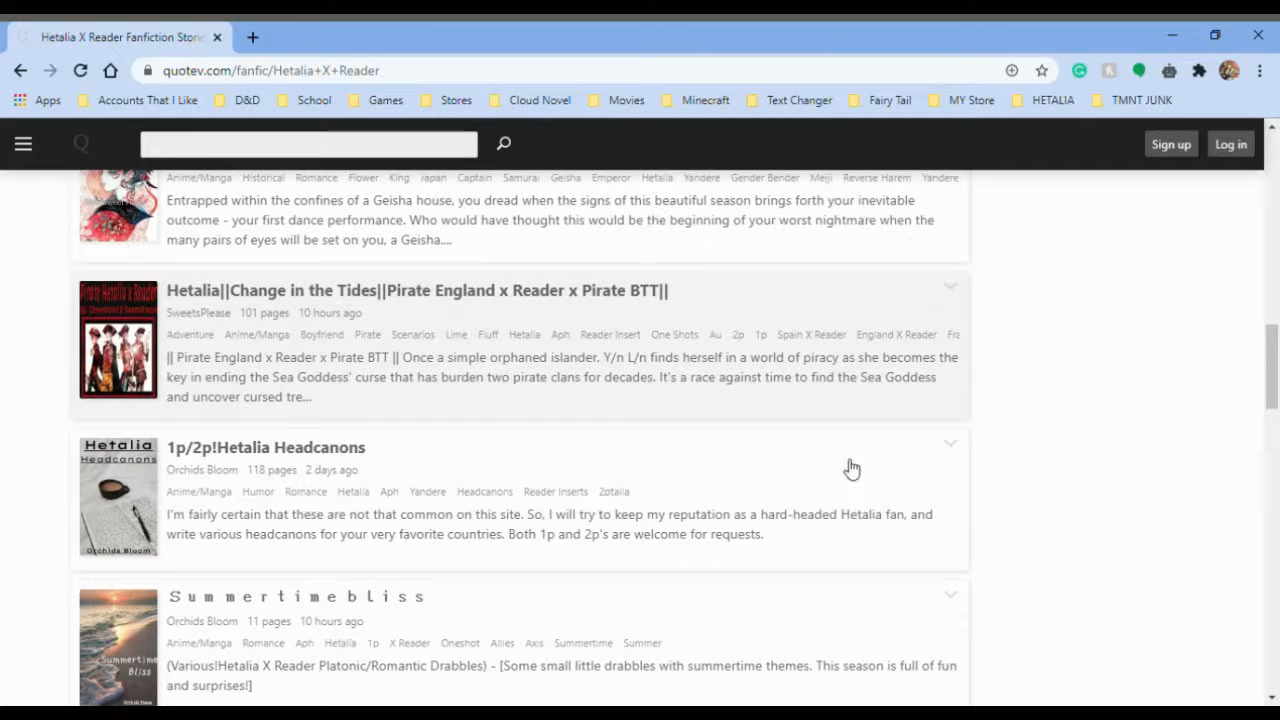 Hetalia X Reader Fanfiction Storie
quotev.com/fanfic/Hetalia+X+Reader
Apps Accounts That I Like D&D School Games Stores Cloud Novel Movies Minecraft Text Changer Fairy Tail MY Store HETALIA TMNT JUNK
Q
Sign up Log in
Anime/Manga Historical Romance Flower King Japan Captain Samurai Geisha Emperor Hetalia Yandere Gender Bender Meiji Reverse Harem Yandere
Entrapped within the confines of a Geisha house, you dread when the signs of this beautiful season brings forth your inevitable
outcome - your first dance performance. Who would have thought this would be the beginning of your worst nightmare when the
many pairs of eyes will be set on you, a Geisha....
Pirate Hetalia x Reader
Hetalia||Change in the Tides||Pirate England x Reader x Pirate BTT||
SweetsPlease 101 pages 10 hours ago
Adventure Anime/Manga Boyfriend Pirate Scenarios Lime Fluff Hetalia Aph Reader Insert One Shots Au 2p 1p Spain X Reader England X Reader Fra
|| Pirate England x Reader x Pirate BTT || Once a simple orphaned islander, Y/n L/n finds herself in a world of piracy as she becomes the
key in ending the Sea Goddess' curse that has burden two pirate clans for decades. It's a race against time to find the Sea Goddess
and uncover cursed tre...
Hetalia
Headcanons
Orchids Bloom
1p/2p!Hetalia Headcanons
Orchids Bloom 118 pages 2 days ago
Anime/Manga Humor Romance Hetalia Aph Yandere Headcanons Reader Inserts 2ptalia
I'm fairly certain that these are not that common on this site. So, I will try to keep my reputation as a hard-headed Hetalia fan, and
write various headcanons for your very favorite countries. Both 1p and 2p's are welcome for requests.
Summertime
Bliss
Orchids Bloom
S u m m e r t i m e b l i s s
Orchids Bloom 11 pages 10 hours ago
Anime/Manga Romance Aph Hetalia 1p X Reader Oneshot Allies Axis Summertime Summer
(Various!Hetalia X Reader Platonic/Romantic Drabbles) - [Some small little drabbles with summertime themes. This season is full of fun
and surprises!]